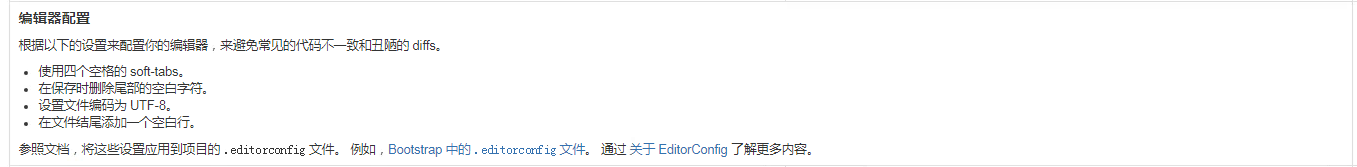 编辑器配置
根据以下的设置来配置你的编辑器，来避免常见的代码不一致和丑陋的 diffs。
使用四个空格的 soft-tabs。
在保存时删除尾部的空白字符。
设置文件编码为 UTF-8。
在文件结尾添加一个空白行。
参照文档，将这些设置应用到项目的 .editorconfig 文件。 例如，Bootstrap 中的 .editorconfig 文件。 通过 关于 EditorConfig 了解更多内容。